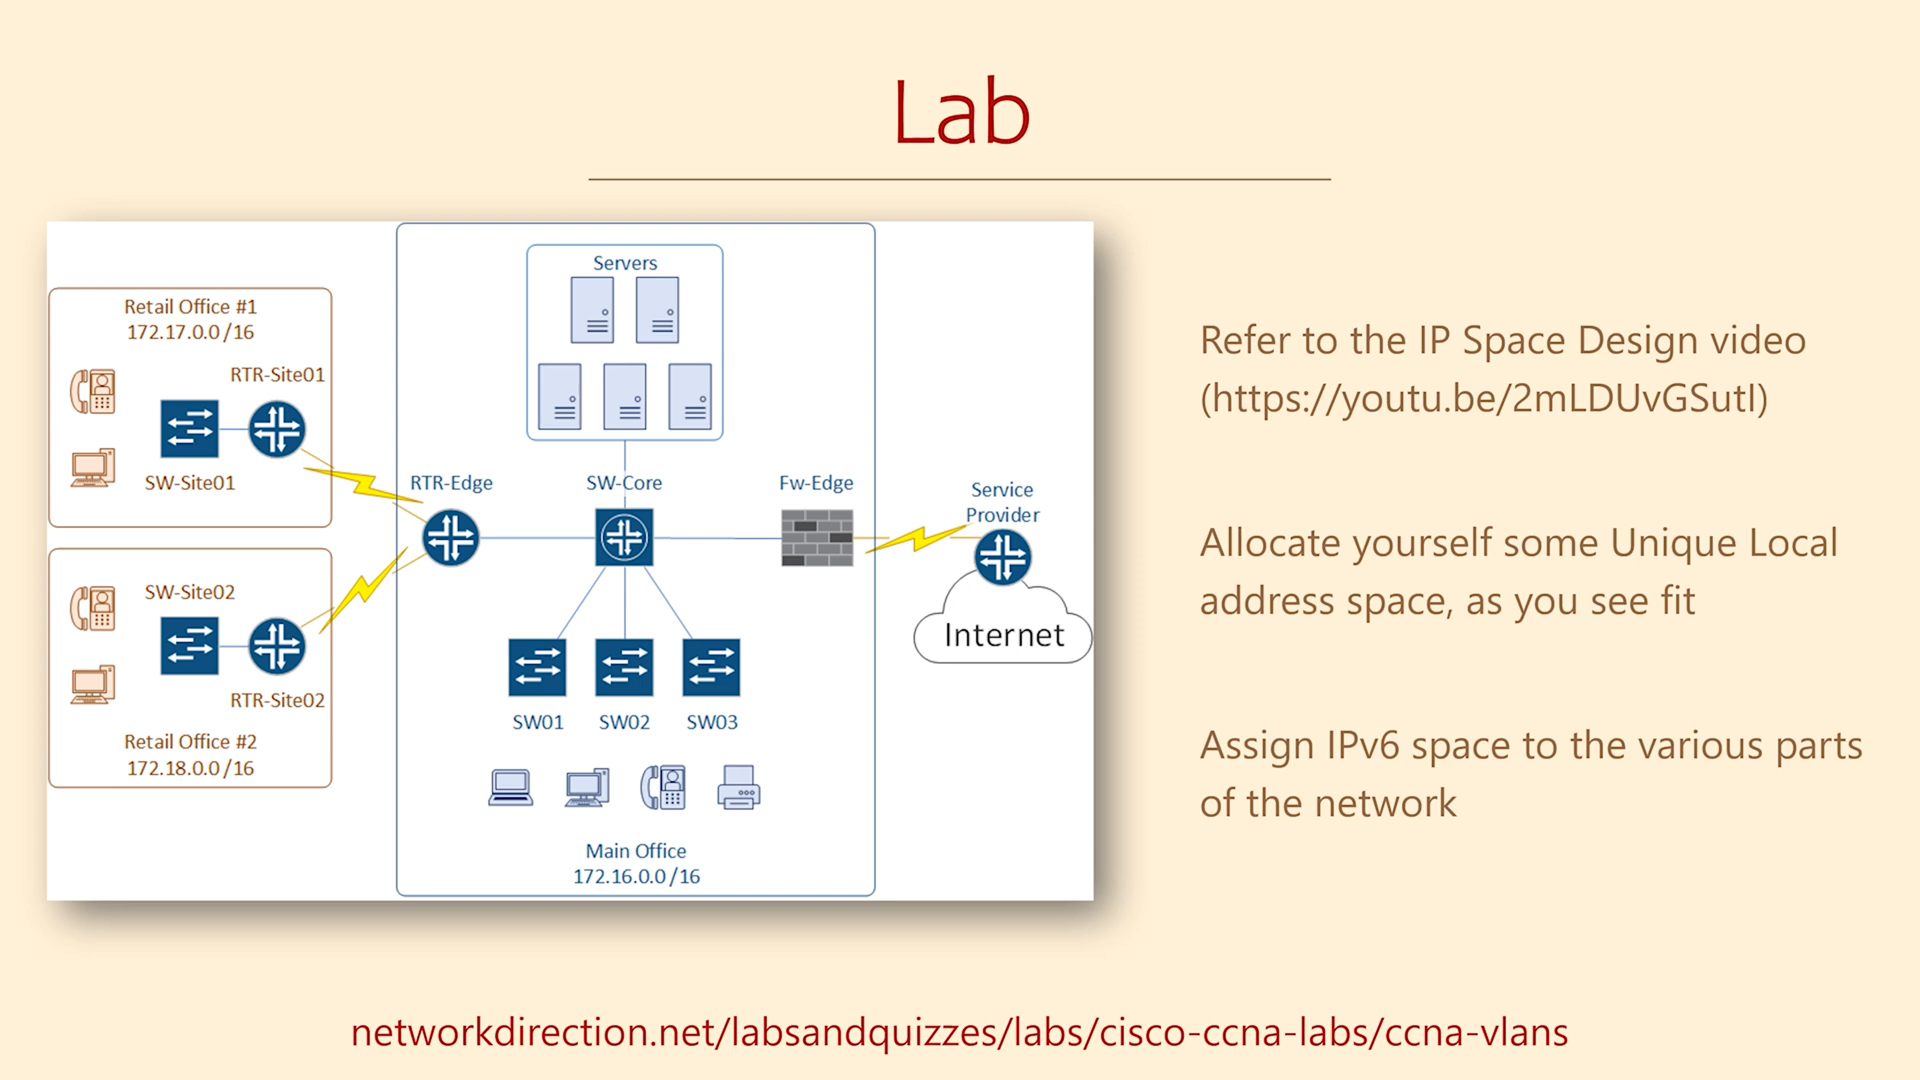 Lab
Retail Office #1
172.17.0.0 /16
RTR-Site01
SW-Site01
SW-Site02
RTR-Site02
Retail Office #2
172.18.0.0 /16
Servers
RTR-Edge
SW-Core
Fw-Edge
SW01
SW02
SW03
Main Office
172.16.0.0 /16
Service
Provider
Internet
Refer to the IP Space Design video
(https://youtu.be/2mLDUvGSutI)
Allocate yourself some Unique Local
address space, as you see fit
Assign IPv6 space to the various parts
of the network
networkdirection.net/labsandquizzes/labs/cisco-ccna-labs/ccna-vlans